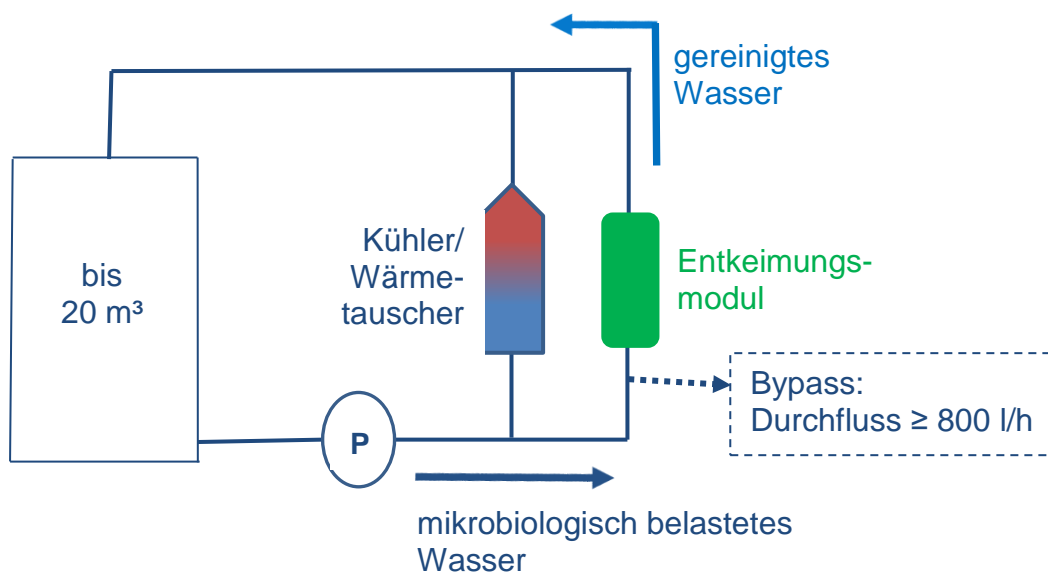 gereinigtes
Wasser
Kühler/
Wärme-
tauscher
Entkeimungs-
modul
bis
20 m³
Bypass:
Durchfluss ≥ 800 l/h
P
mikrobiologisch belastetes
Wasser